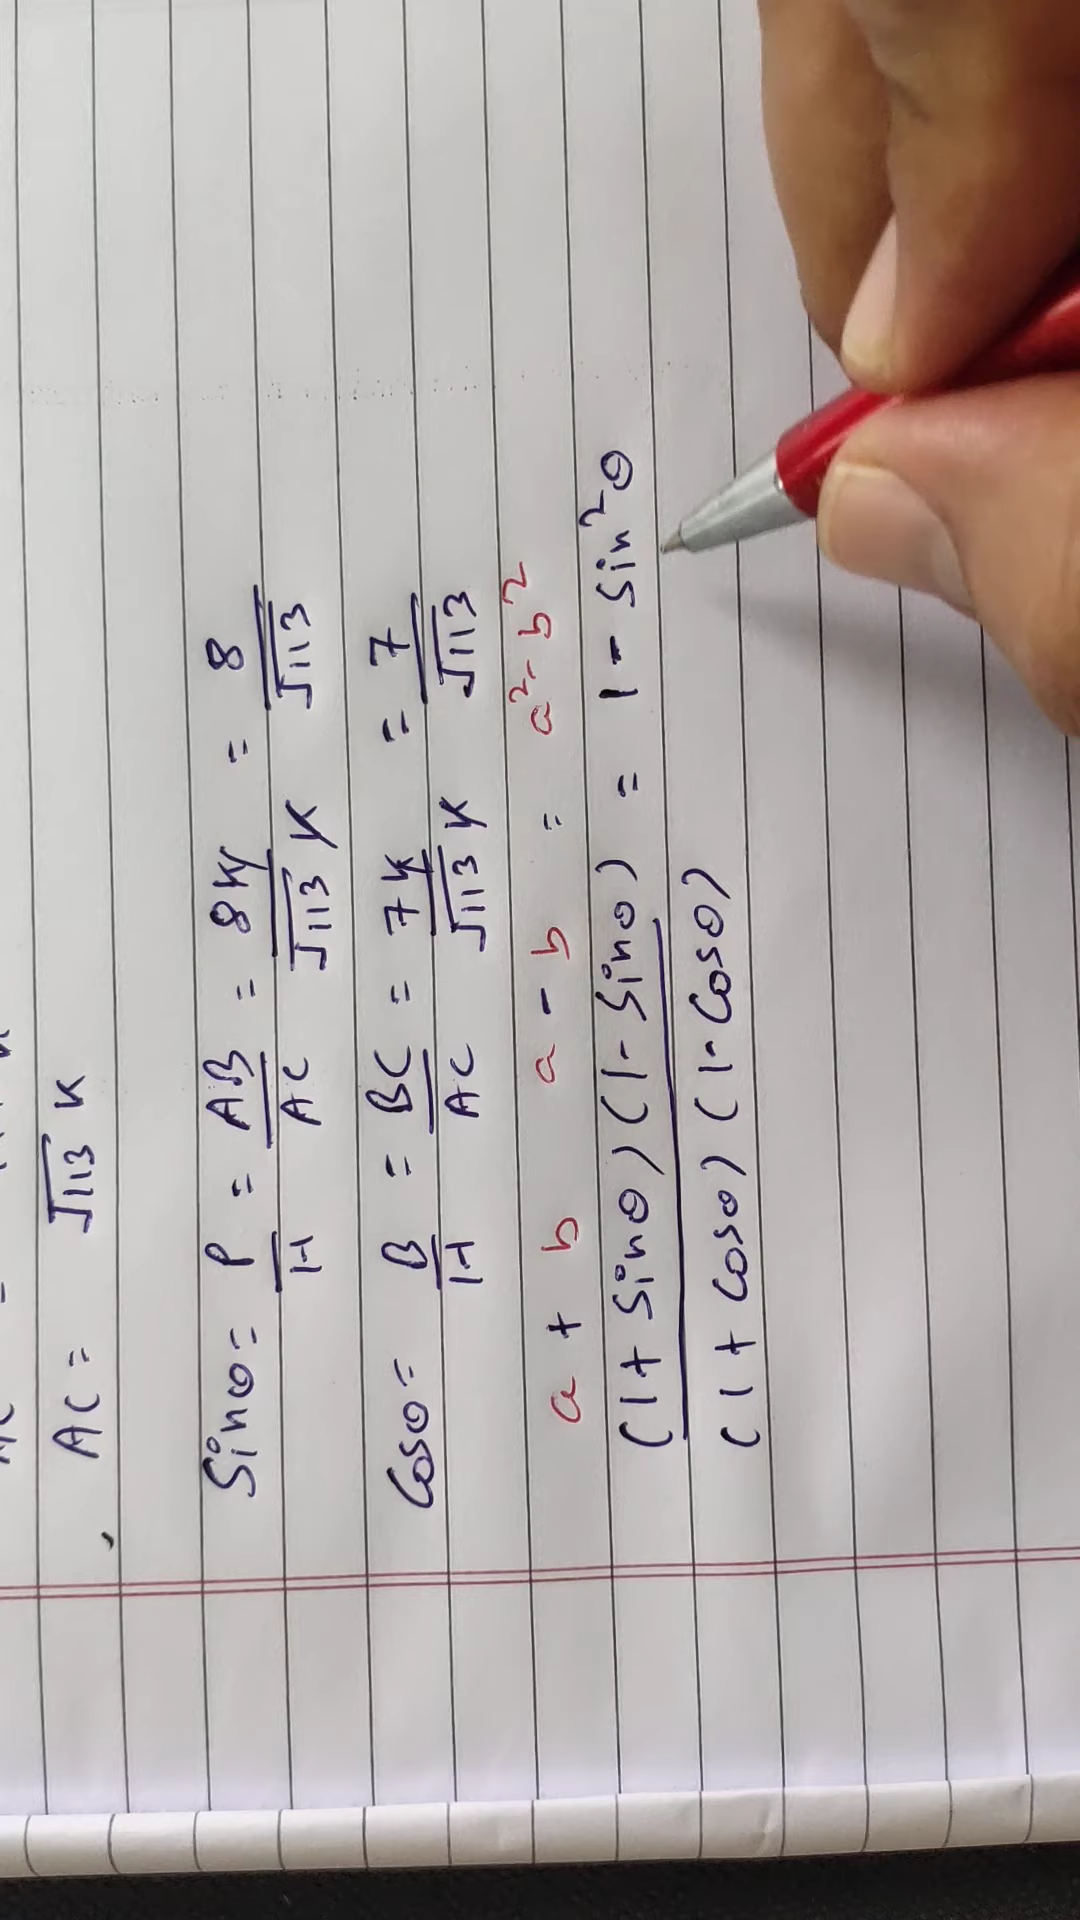 AC = √113 K
Sinθ = P/H = AB/AC = 8K/√113 K = 8/√113
Cosθ = B/H = BC/AC = 7K/√113 K = 7/√113
a + b a - b = a² - b²
(1 + Sinθ) (1 - Sinθ) = 1 - Sin²θ
(1 + Cosθ) (1 - Cosθ)